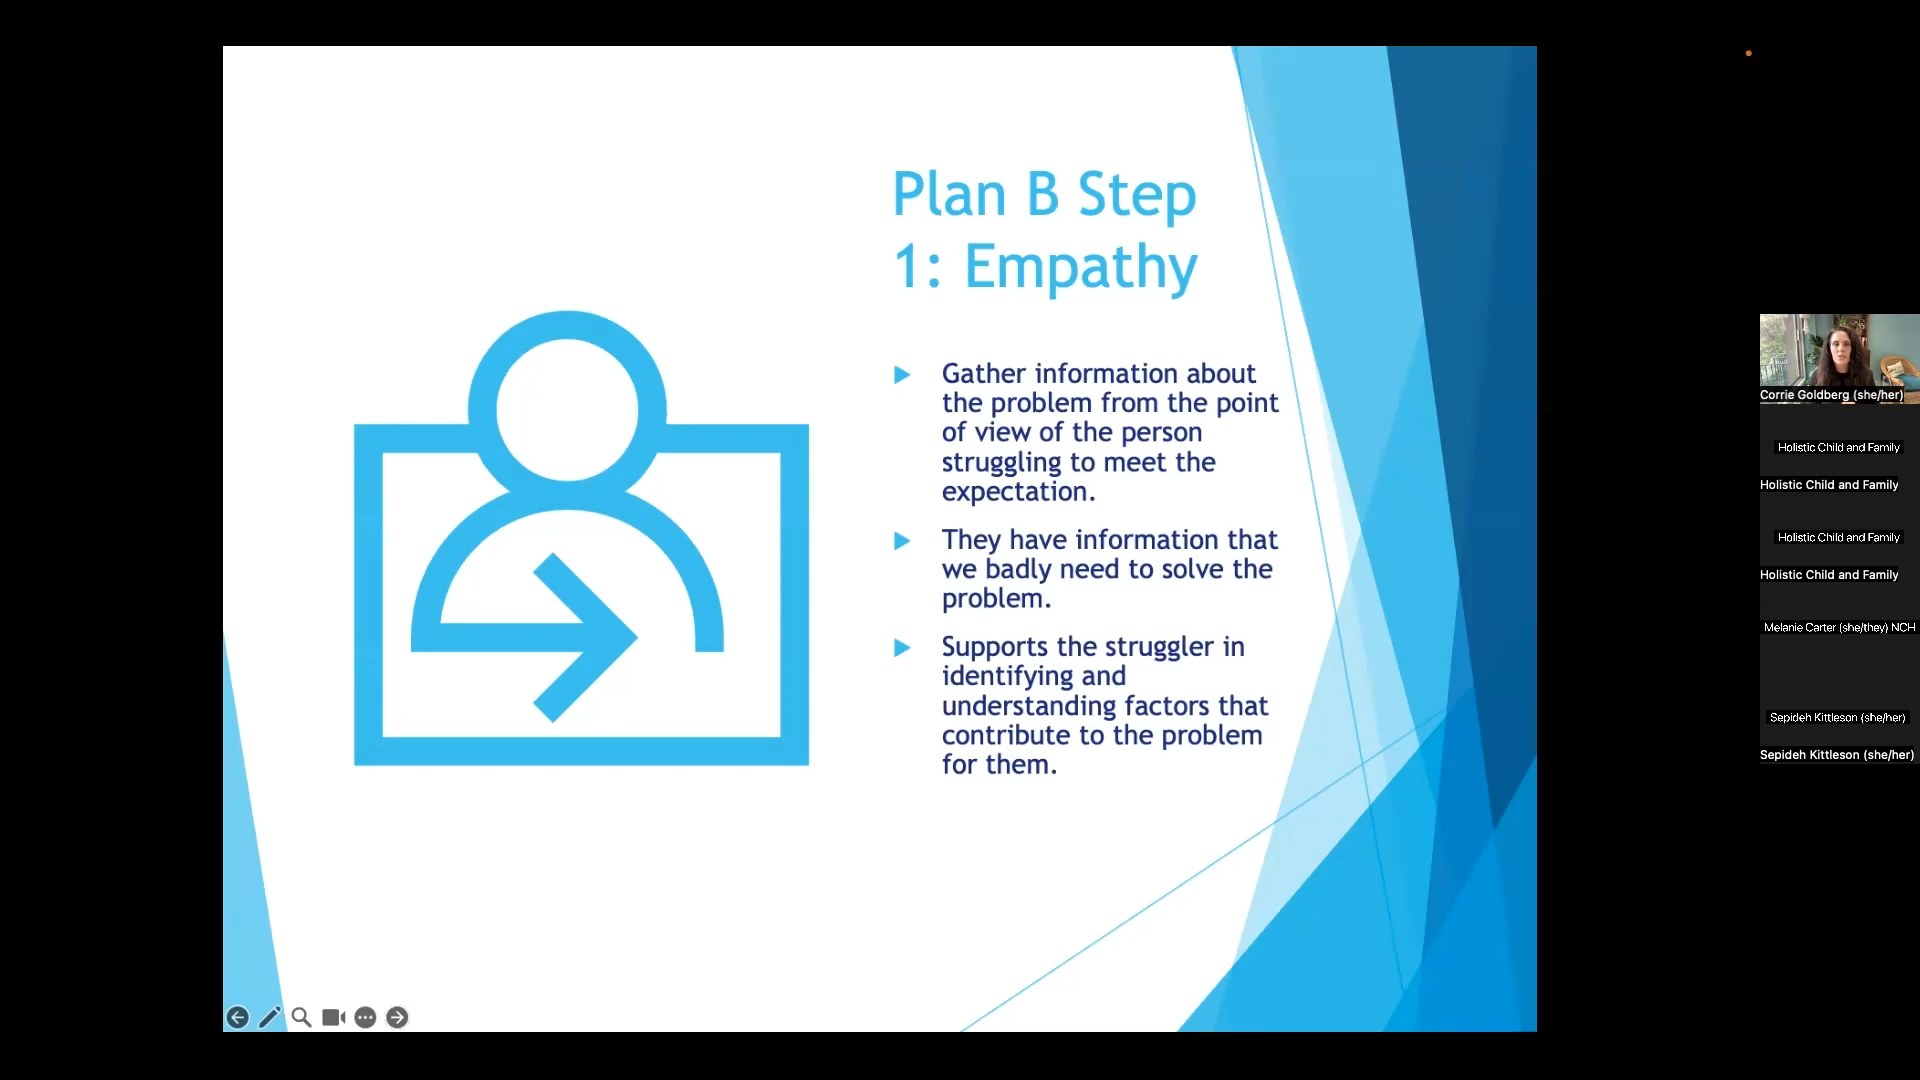 Plan B Step
1: Empathy
Gather information about
the problem from the point
of view of the person
struggling to meet the
expectation.
They have information that
we badly need to solve the
problem.
Supports the struggler in
identifying and
understanding factors that
contribute to the problem
for them.
Corrie Goldberg (she/her)
Holistic Child and Family
Holistic Child and Family
Holistic Child and Family
Holistic Child and Family
Melanie Carter (she/they) NCH
Sepideh Kittleson (she/her)
Sepideh Kittleson (she/her)